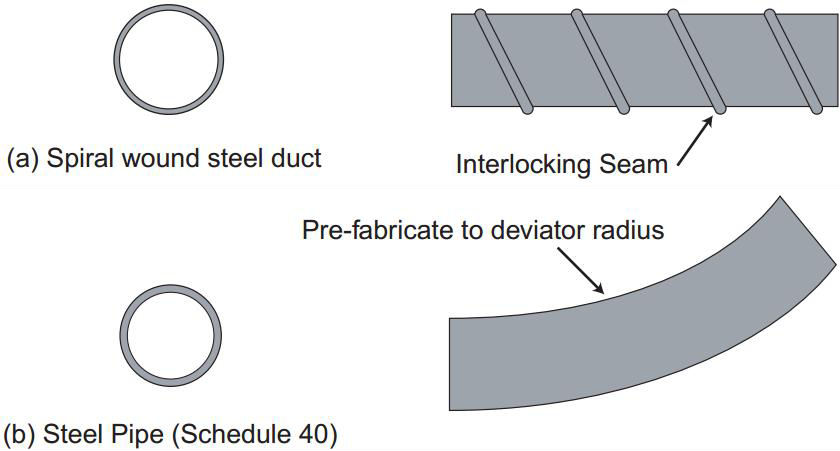 (a) Spiral wound steel duct
Interlocking Seam
Pre-fabricate to deviator radius
(b) Steel Pipe (Schedule 40)